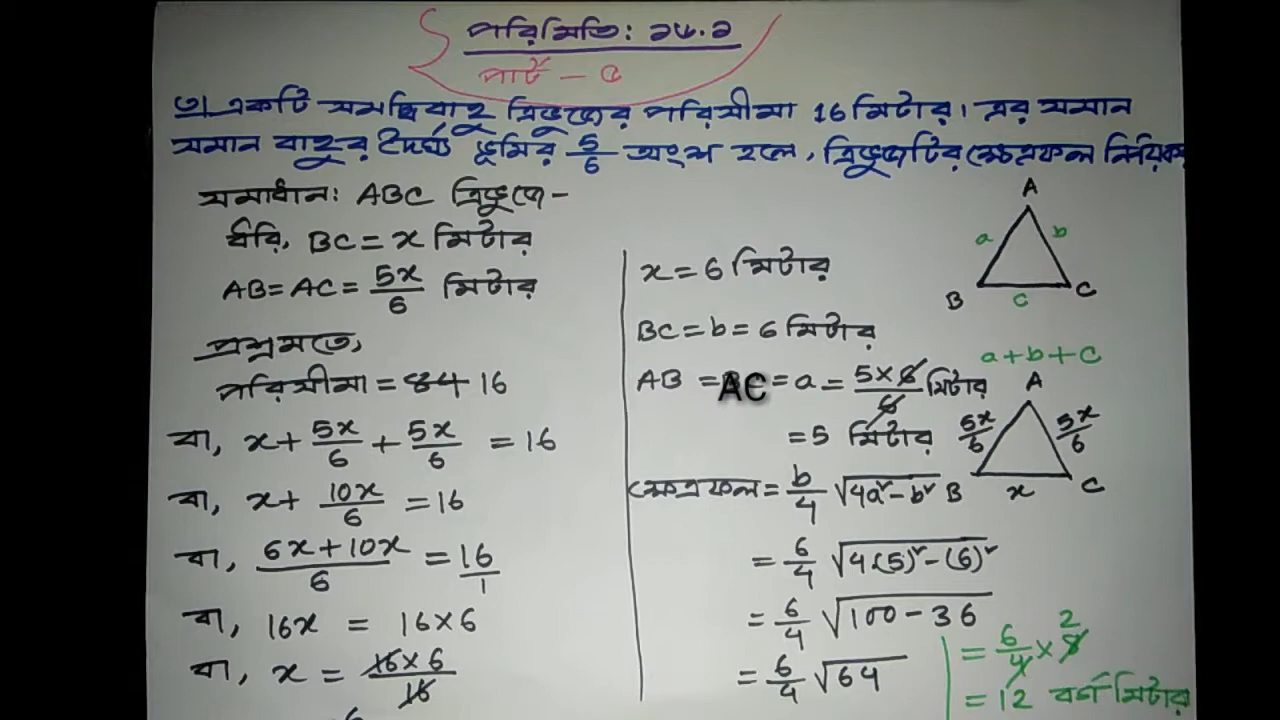 পরিমিতি: ১৬.১
পার্ট - ৫
৩। একটি সমদ্বিবাহু ত্রিভুজের পরিসীমা 16 মিটার। এর সমান
সমান বাহুর দৈর্ঘ্য ভূমির 5/6 অংশ হলে, ত্রিভুজটির ক্ষেত্রফল নির্ণয় কর
সমাধান: ABC ত্রিভুজে -
ধরি, BC = x মিটার
AB = AC = 5x/6 মিটার
প্রশ্নমতে,
পরিসীমা = 16
বা, x + 5x/6 + 5x/6 = 16
বা, x + 10x/6 = 16
বা, (6x + 10x)/6 = 16/1
বা, 16x = 16 × 6
বা, x = (16 × 6)/16
x = 6 মিটার
BC = b = 6 মিটার
AB = AC = a = (5 × 6)/6 মিটার
= 5 মিটার
ক্ষেত্রফল = b/4 √(4a² - b²)
= 6/4 √(4(5)² - (6)²)
= 6/4 √(100 - 36)
= 6/4 √64
= 6/4 × 8 2
= 12 বর্গ মিটার
A
a b
B c C
a + b + c
A
5x/6 5x/6
B x C